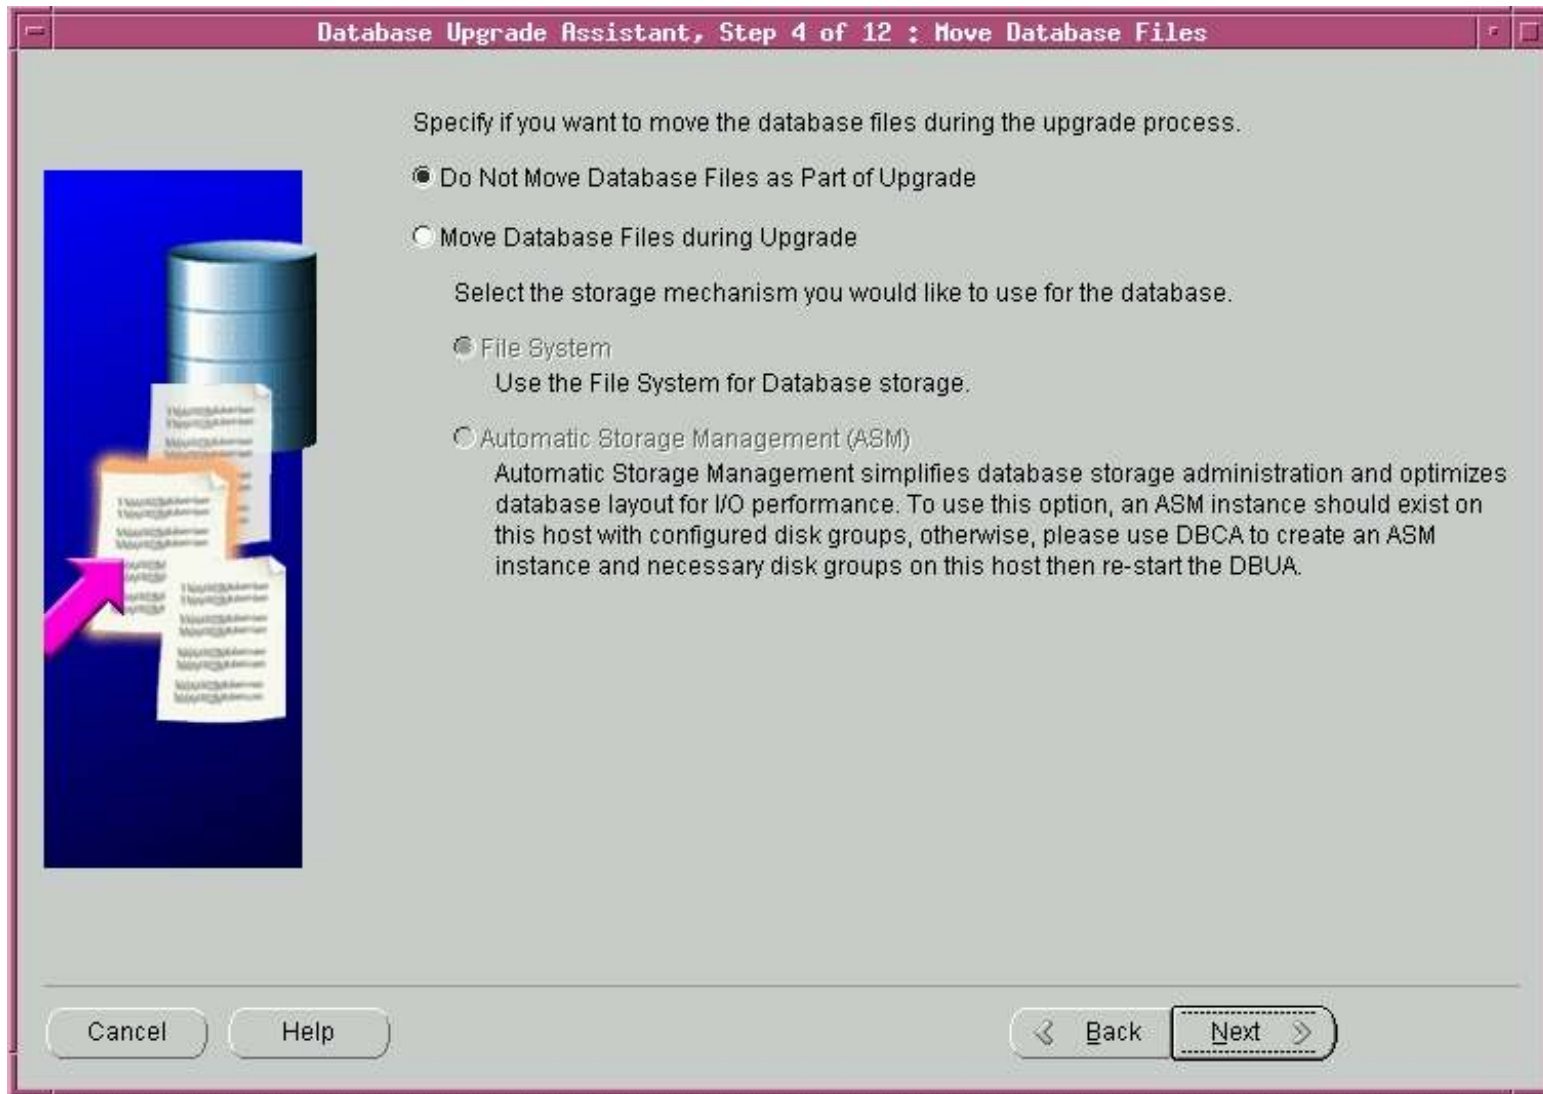 Database Upgrade Assistant, Step 4 of 12 : Move Database Files
Specify if you want to move the database files during the upgrade process.
Do Not Move Database Files as Part of Upgrade
Move Database Files during Upgrade
Select the storage mechanism you would like to use for the database.
File System
Use the File System for Database storage.
Automatic Storage Management (ASM)
Automatic Storage Management simplifies database storage administration and optimizes
database layout for I/O performance. To use this option, an ASM instance should exist on
this host with configured disk groups, otherwise, please use DBCA to create an ASM
instance and necessary disk groups on this host then re-start the DBUA.
Cancel
Help
Back
Next